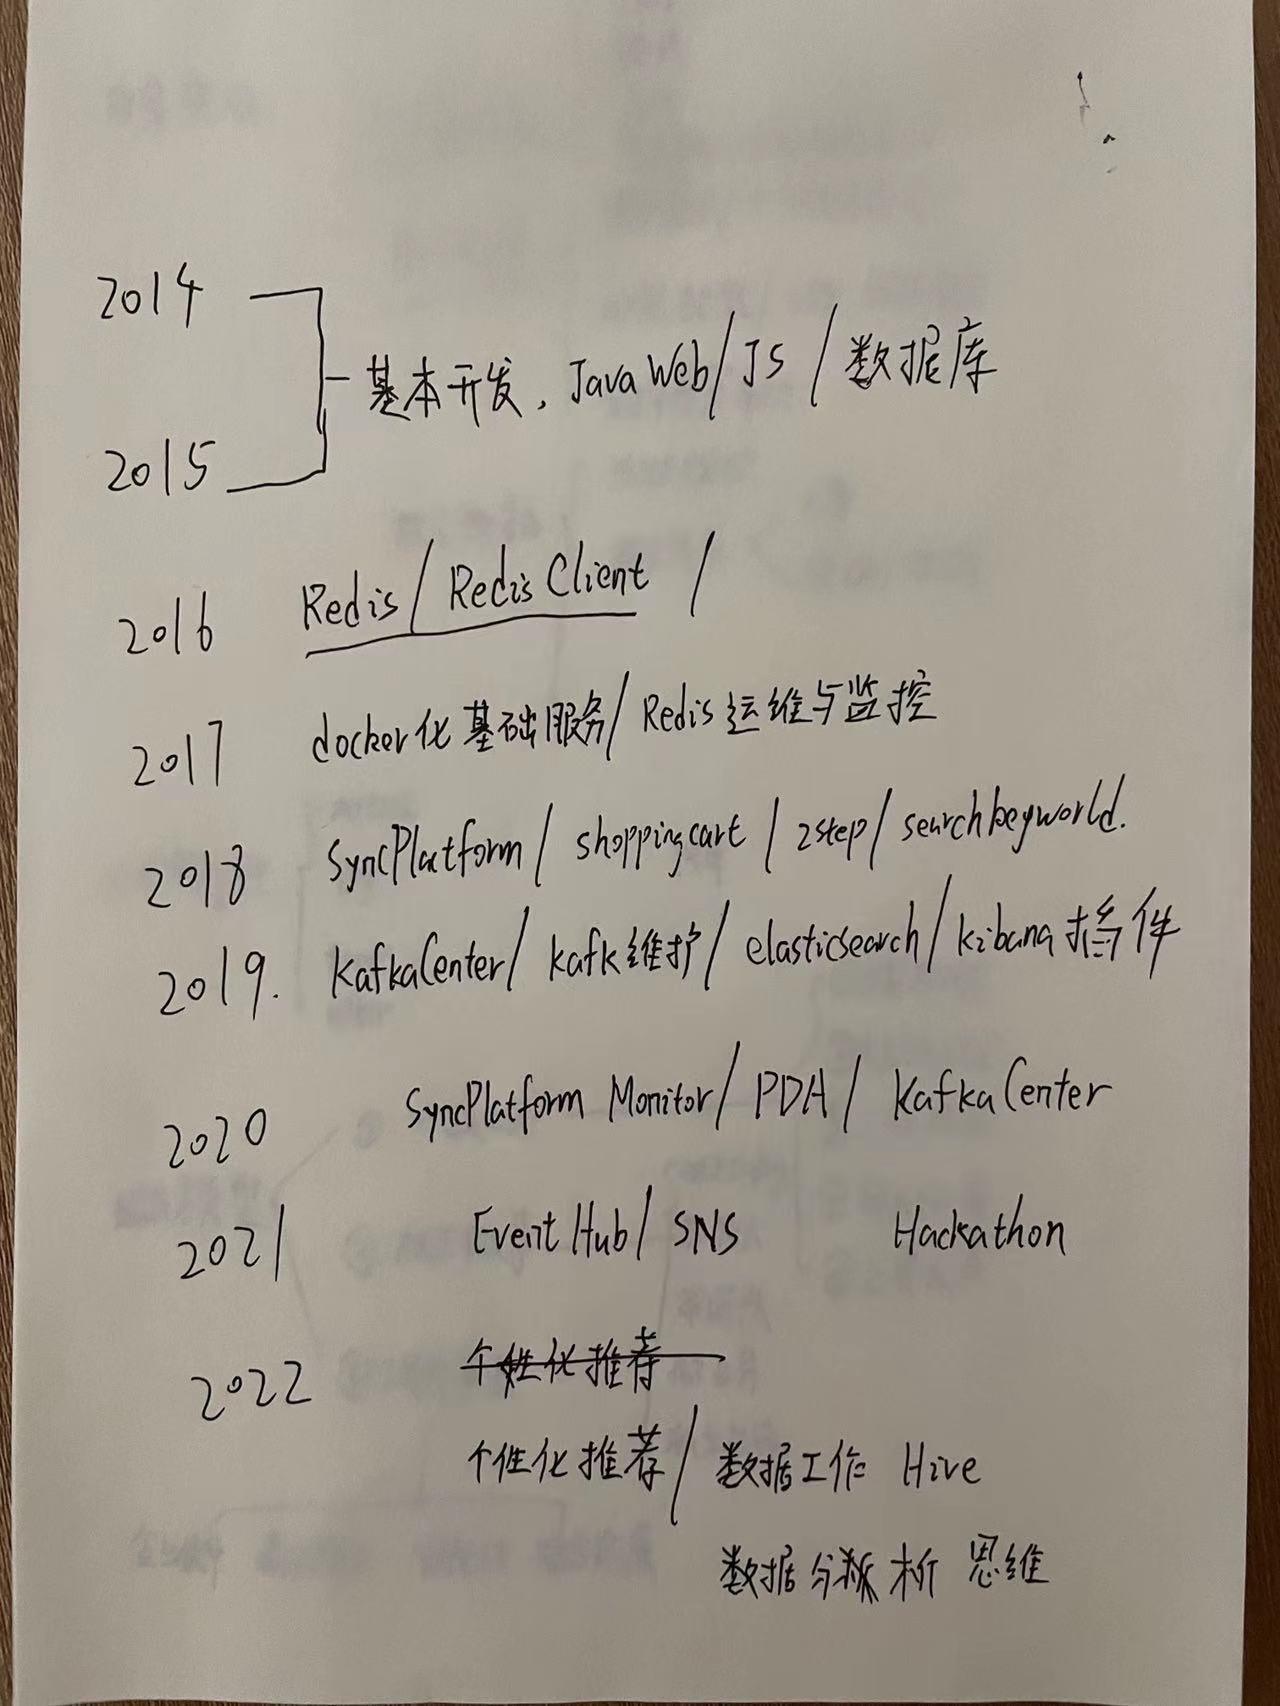 2014
基本开发, Java Web/JS/数据库
2015
2016 Redis/Redis Client /
2017 docker化基础服务/Redis运维与监控
2018 SyncPlatform/shoppingcart/2step/searchkeyworld.
2019. KafkaCenter/kafk维护/elasticsearch/kibana 件
2020 SyncPlatform Monitor/PDA/KafkaCenter
2021 EventHub/SNS Hackathon
2022 个性化推荐
个性化推荐/数据工作 Hive
数据分析 思维